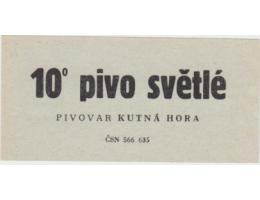 10° pivo světlé
PIVOVAR KUTNÁ HORA
ČSN 566 635